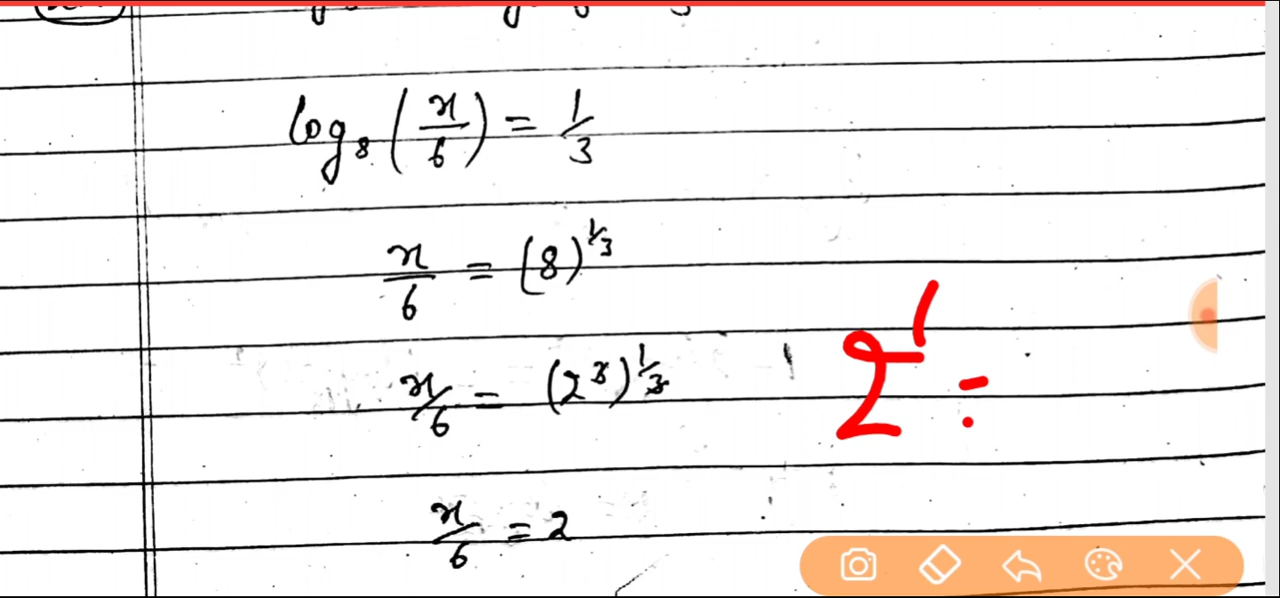 log₈(x/6) = 1/3
x/6 = (8)^1/3
x/6 = (2³)^1/3
2¹ =
x/6 = 2